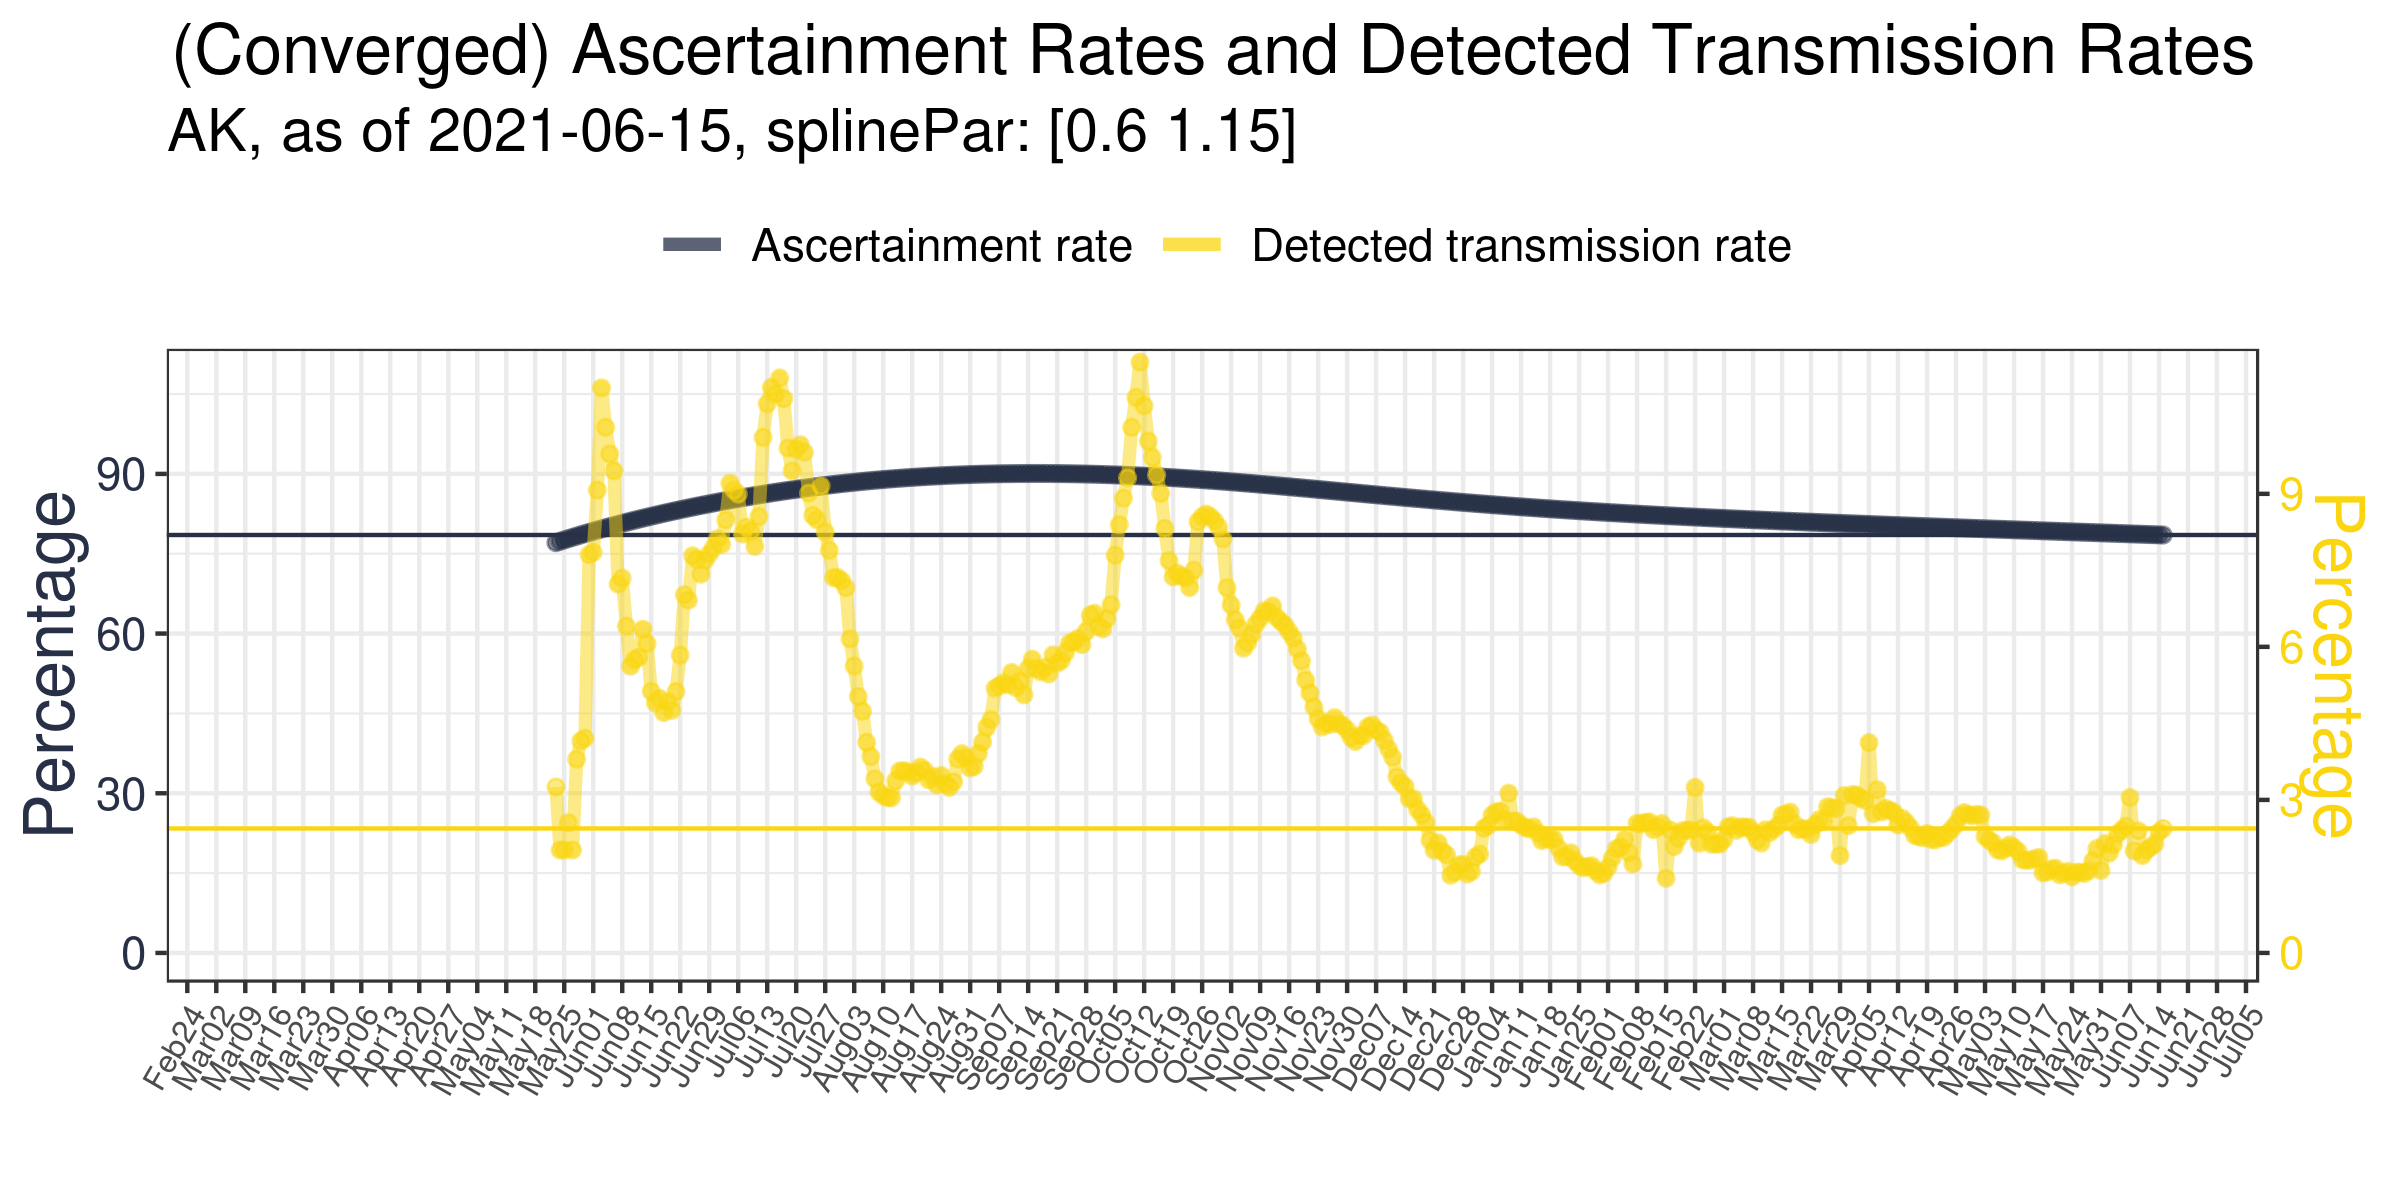 (Converged) Ascertainment Rates and Detected Transmission Rates
AK, as of 2021-06-15, splinePar: [0.6 1.15]
Ascertainment rate
Detected transmission rate
Percentage
90
60
30
0
9
6
3
0
Percentage
Feb24
Mar02
Mar09
Mar16
Mar23
Mar30
Apr06
Apr13
Apr20
Apr27
May04
May11
May18
May25
Jun01
Jun08
Jun15
Jun22
Jun29
Jul06
Jul13
Jul20
Jul27
Aug03
Aug10
Aug17
Aug24
Aug31
Sep07
Sep14
Sep21
Sep28
Oct05
Oct12
Oct19
Oct26
Nov02
Nov09
Nov16
Nov23
Nov30
Dec07
Dec14
Dec21
Dec28
Jan04
Jan11
Jan18
Jan25
Feb01
Feb08
Feb15
Feb22
Mar01
Mar08
Mar15
Mar22
Mar29
Apr05
Apr12
Apr19
Apr26
May03
May10
May17
May24
May31
Jun07
Jun14
Jun21
Jun28
Jul05